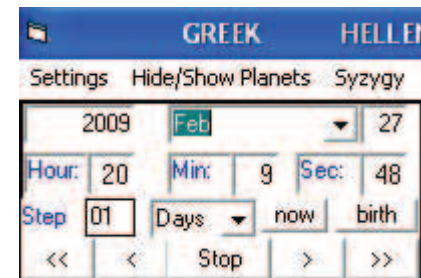 GREEK HELLEN
Settings Hide/Show Planets Syzygy
2009 Feb 27
Hour: 20 Min: 9 Sec: 48
Step 01 Days now birth
<< < Stop > >>